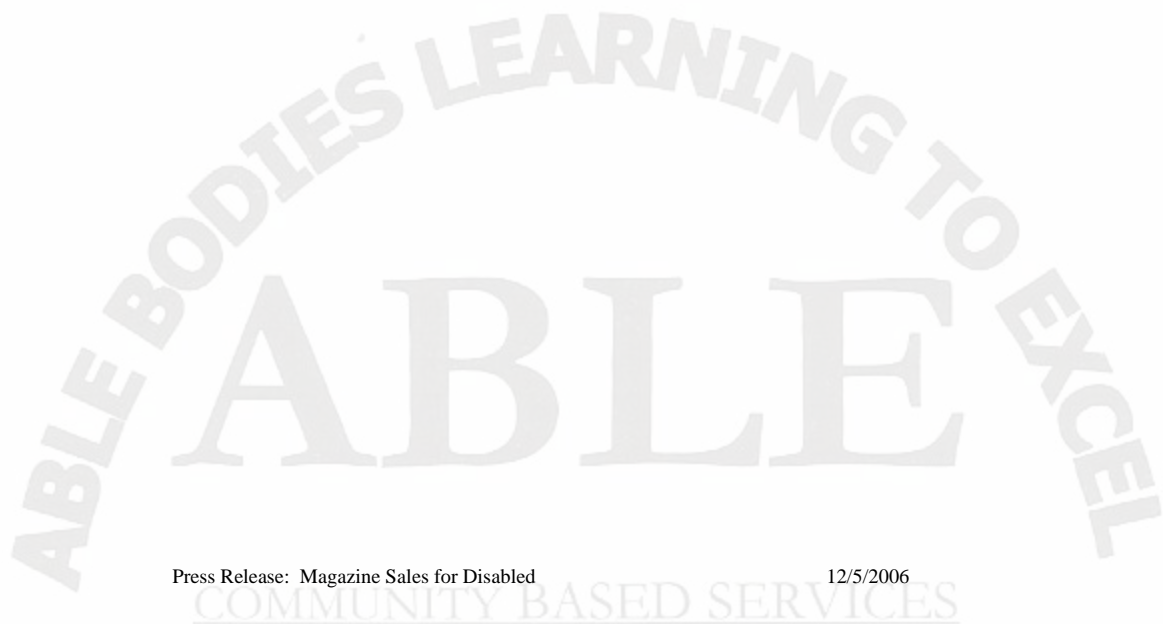 ABLE BODIES LEARNING TO EXCEL
ABLE
Press Release: Magazine Sales for Disabled 12/5/2006
COMMUNITY BASED SERVICES